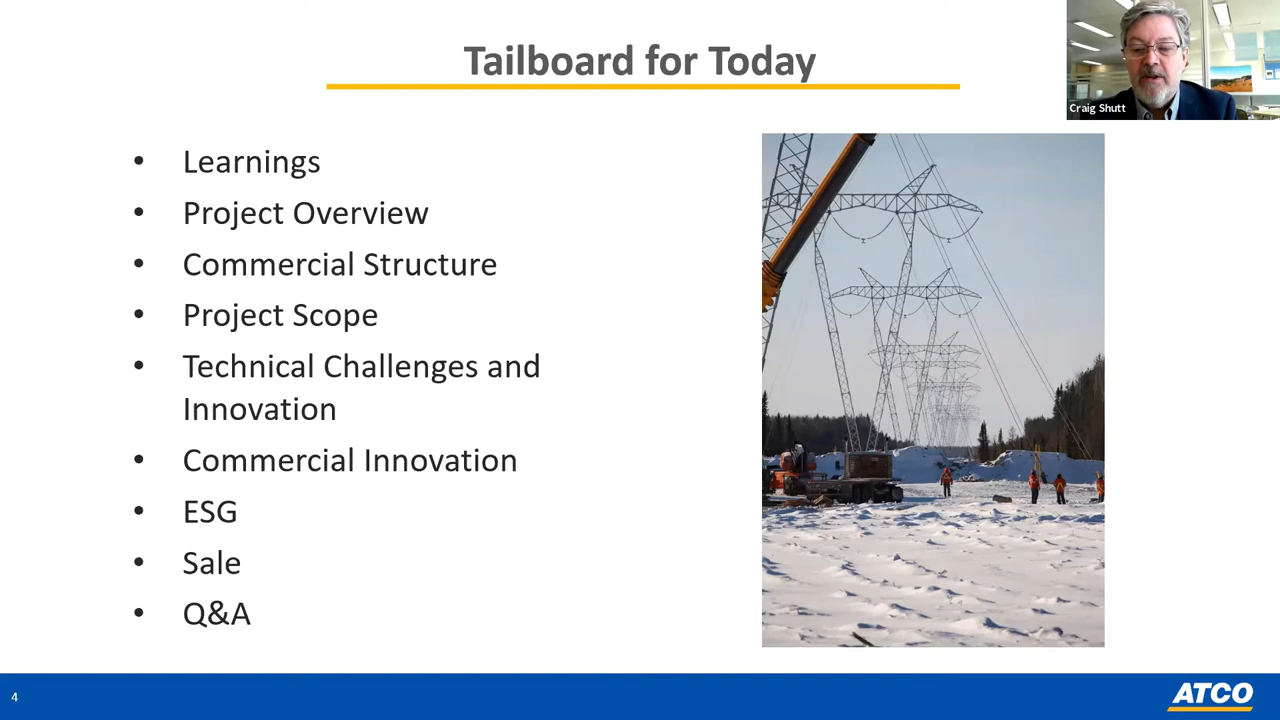 Tailboard for Today
Craig Shutt
• Learnings
• Project Overview
• Commercial Structure
• Project Scope
• Technical Challenges and
Innovation
• Commercial Innovation
• ESG
• Sale
• Q&A
4
ATCO